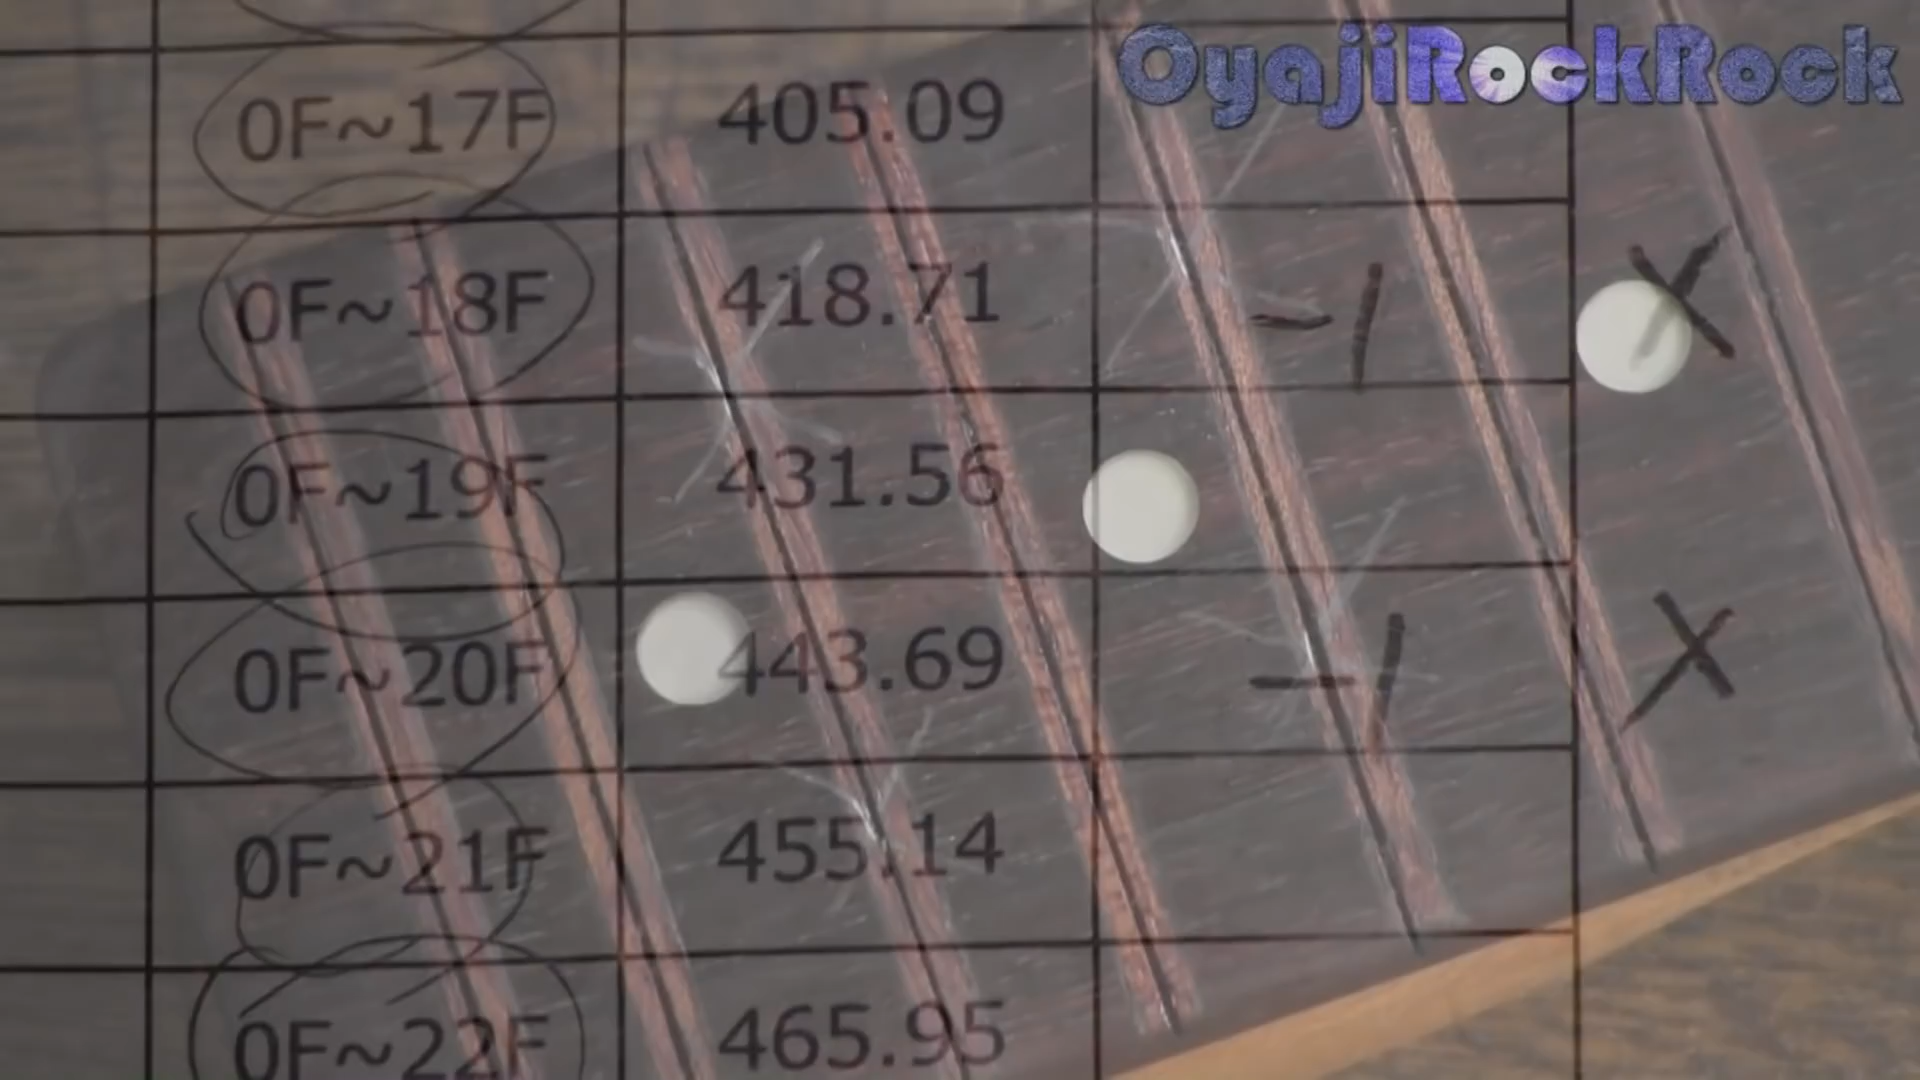 OyajiRockRock
0F~17F 405.09
0F~18F 418.71 -1 X
0F~19F 431.56
0F~20F 443.69 -1 X
0F~21F 455.14
0F~22F 465.95